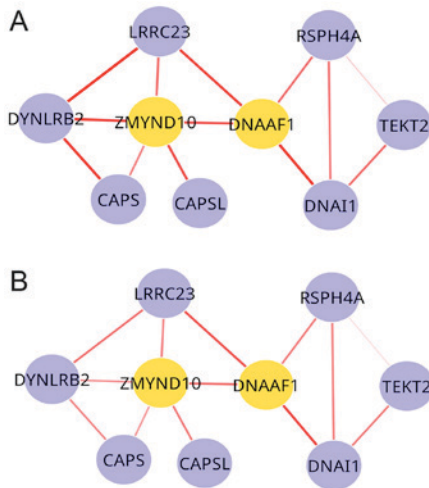 A
LRRC23
RSPH4A
DYNLRB2
ZMYND10
DNAAF1
TEKT2
CAPS
CAPSL
DNAI1
B
LRRC23
RSPH4A
DYNLRB2
ZMYND10
DNAAF1
TEKT2
CAPS
CAPSL
DNAI1